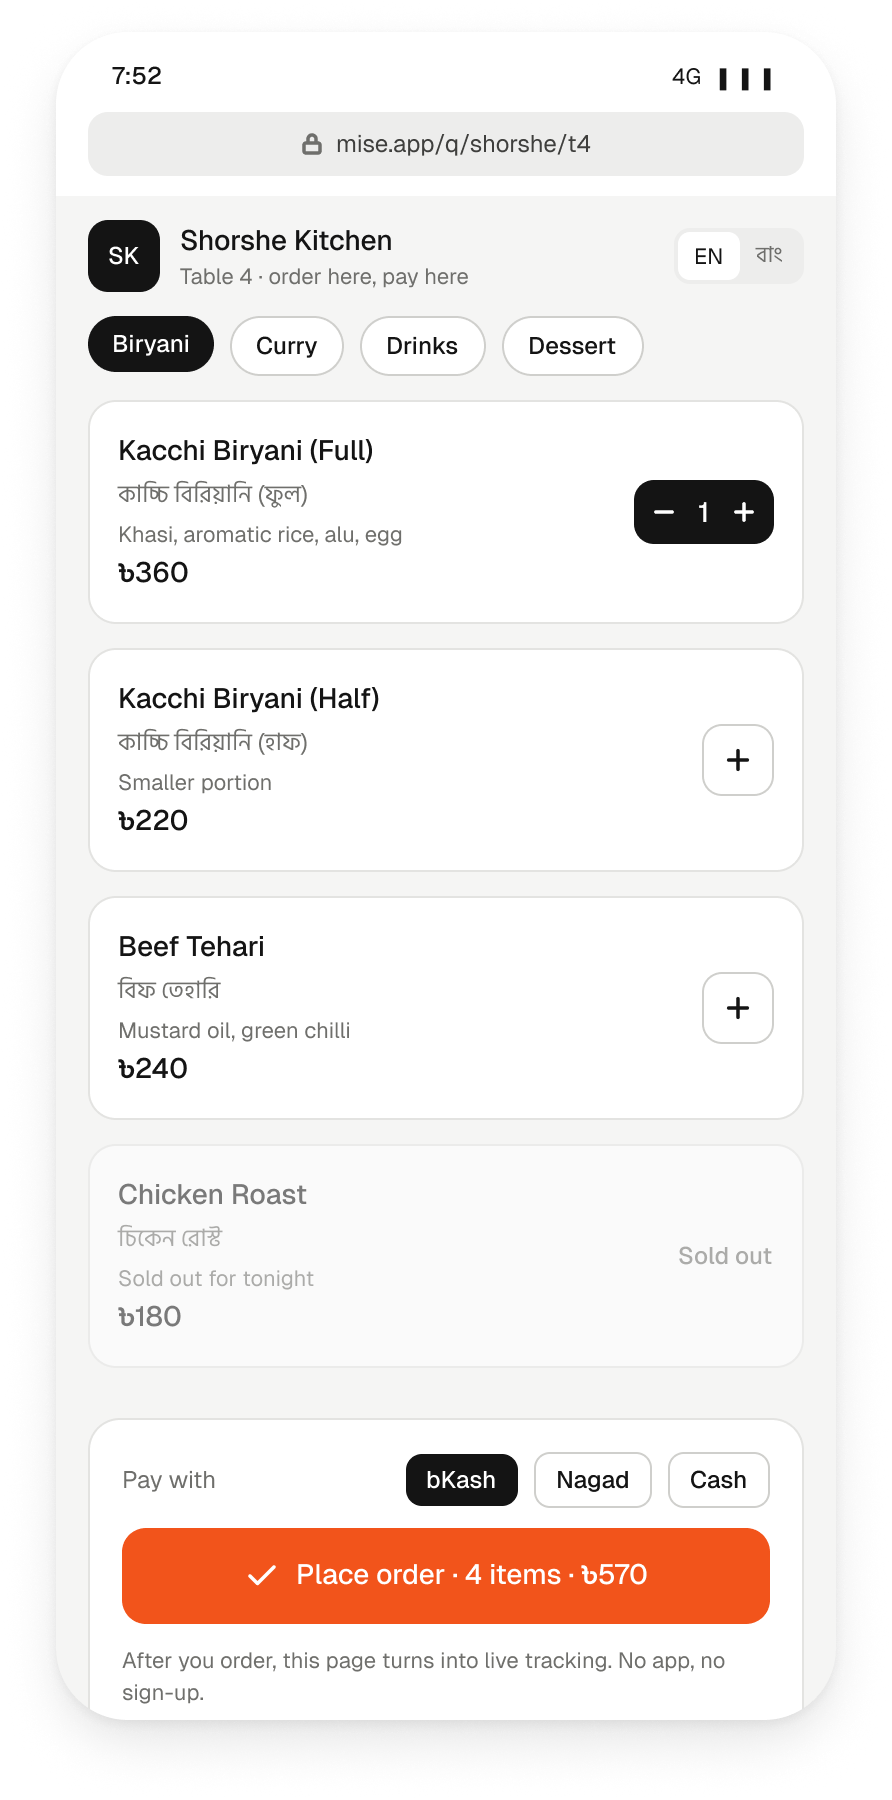 7:52
4G
mise.app/q/shorshe/t4
SK
Shorshe Kitchen
Table 4 · order here, pay here
EN
বাং
Biryani
Curry
Drinks
Dessert
Kacchi Biryani (Full)
কাচ্চি বিরিয়ানি (ফুল)
Khasi, aromatic rice, alu, egg
৳360
1
Kacchi Biryani (Half)
কাচ্চি বিরিয়ানি (হাফ)
Smaller portion
৳220
Beef Tehari
বিফ তেহারি
Mustard oil, green chilli
৳240
Chicken Roast
চিকেন রোস্ট
Sold out for tonight
৳180
Sold out
Pay with
bKash
Nagad
Cash
Place order · 4 items · ৳570
After you order, this page turns into live tracking. No app, no
sign-up.